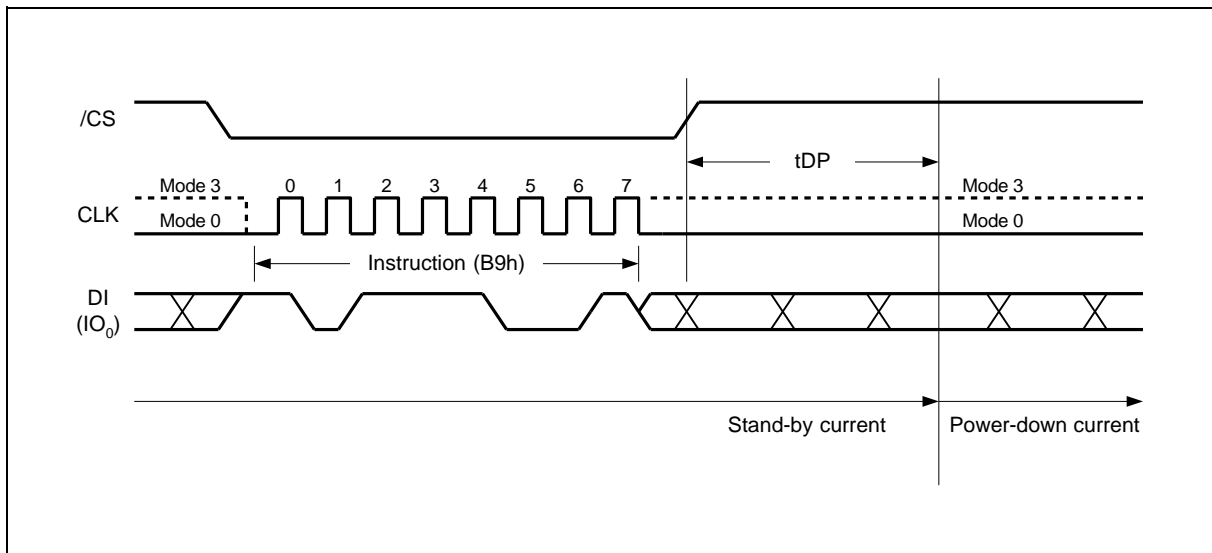 /CS
tDP
Mode 3 0 1 2 3 4 5 6 7 Mode 3
CLK
Mode 0 Mode 0
Instruction (B9h)
DI
(IO0)
Stand-by current Power-down current